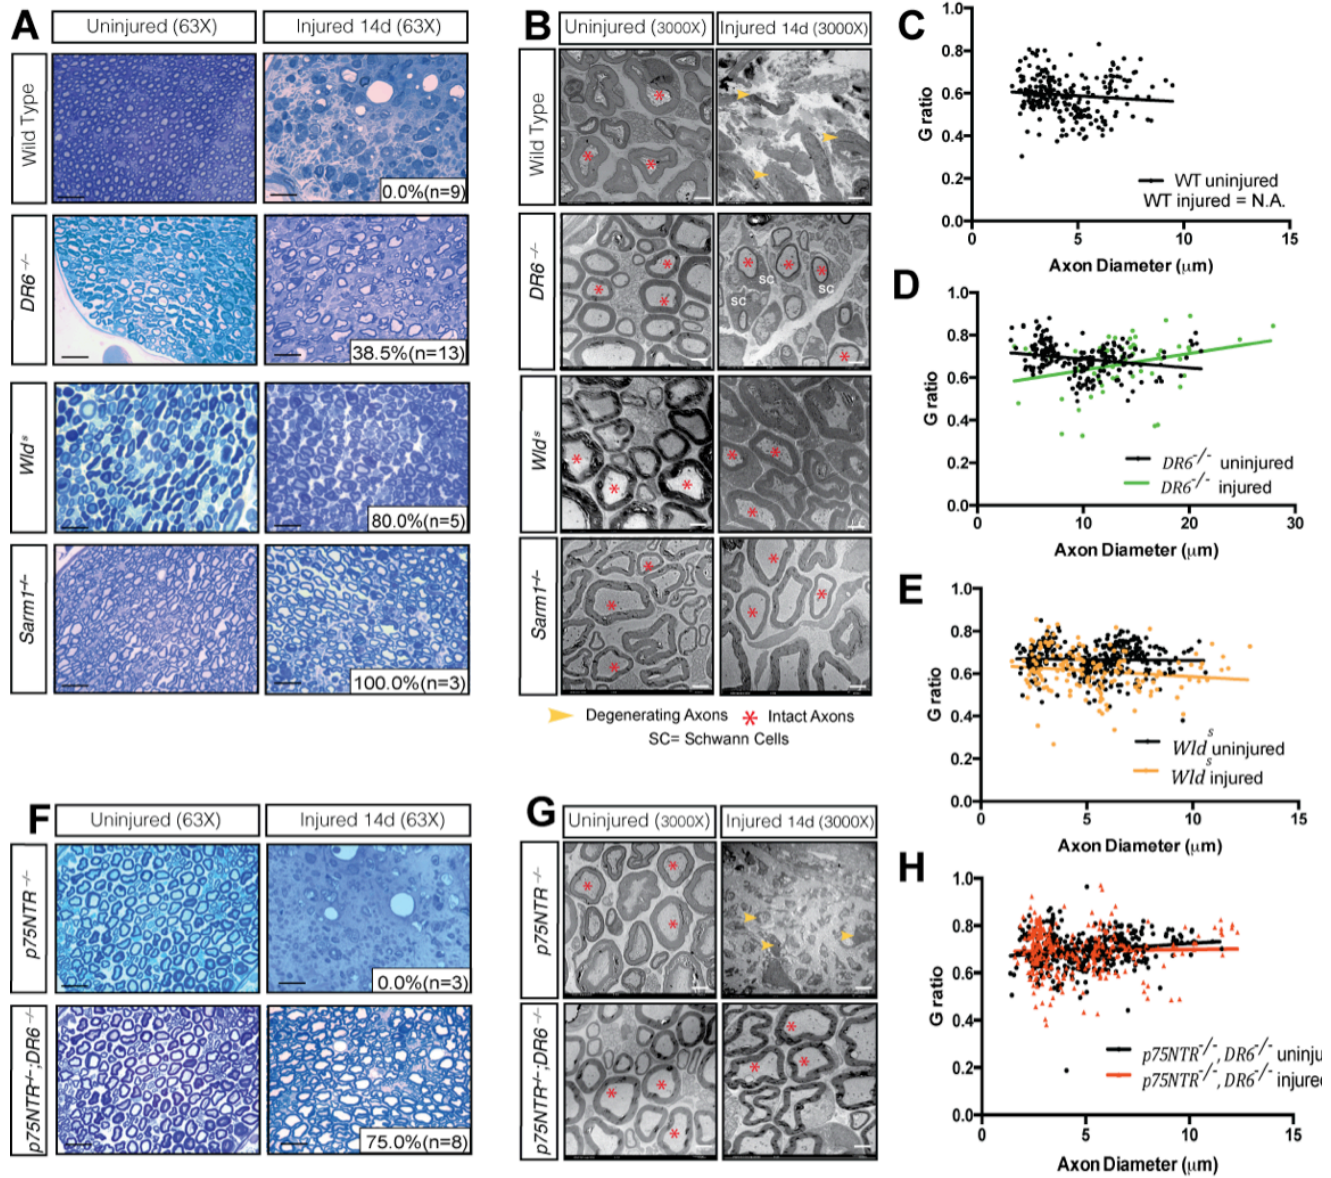 A
Uninjured (63X)
Injured 14d (63X)
Wild Type
0.0%(n=9)
DR6 -/-
38.5%(n=13)
Wld s
80.0%(n=5)
Sarm1-/-
100.0%(n=3)
B
Uninjured (3000X)
Injured 14d (3000X)
Wild Type
DR6 -/-
SC
SC
SC
Wld s
Sarm1-/-
Degenerating Axons
Intact Axons
SC= Schwann Cells
C
G ratio
1.0
0.8
0.6
0.4
0.2
0.0
WT uninjured
WT injured = N.A.
0 5 10 15
Axon Diameter (µm)
D
G ratio
1.0
0.8
0.6
0.4
0.2
0.0
DR6-/- uninjured
DR6-/- injured
0 10 20 30
Axon Diameter (µm)
E
G ratio
1.0
0.8
0.6
0.4
0.2
0.0
Wld s uninjured
Wld s injured
0 5 10 15
Axon Diameter (µm)
F
Uninjured (63X)
Injured 14d (63X)
p75NTR -/-
0.0%(n=3)
p75NTR-/-;DR6-/-
75.0%(n=8)
G
Uninjured (3000X)
Injured 14d (3000X)
p75NTR -/-
p75NTR-/-;DR6-/-
H
G ratio
1.0
0.8
0.6
0.4
0.2
0.0
p75NTR-/-, DR6-/- uninju
p75NTR-/-, DR6-/- injured
0 5 10 15
Axon Diameter (µm)